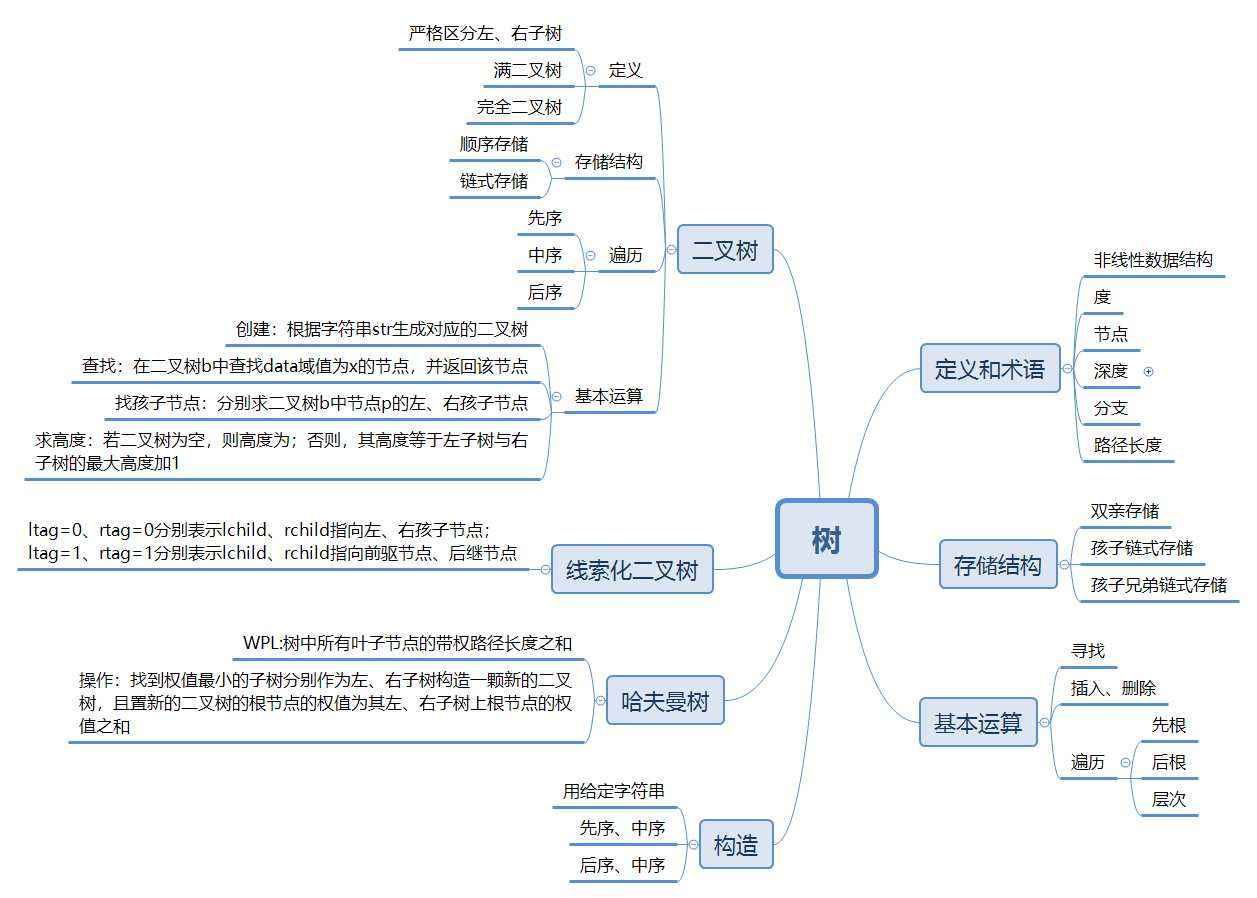 树
二叉树
定义
严格区分左、右子树
满二叉树
完全二叉树
存储结构
顺序存储
链式存储
遍历
先序
中序
后序
基本运算
创建：根据字符串str生成对应的二叉树
查找：在二叉树b中查找data域值为x的节点，并返回该节点
找孩子节点：分别求二叉树b中节点p的左、右孩子节点
求高度：若二叉树为空，则高度为；否则，其高度等于左子树与右
子树的最大高度加1
线索化二叉树
ltag=0、rtag=0分别表示lchild、rchild指向左、右孩子节点；
ltag=1、rtag=1分别表示lchild、rchild指向前驱节点、后继节点
哈夫曼树
WPL:树中所有叶子节点的带权路径长度之和
操作：找到权值最小的子树分别作为左、右子树构造一颗新的二叉
树，且置新的二叉树的根节点的权值为其左、右子树上根节点的权
值之和
构造
用给定字符串
先序、中序
后序、中序
定义和术语
非线性数据结构
度
节点
深度
分支
路径长度
存储结构
双亲存储
孩子链式存储
孩子兄弟链式存储
基本运算
寻找
插入、删除
遍历
先根
后根
层次